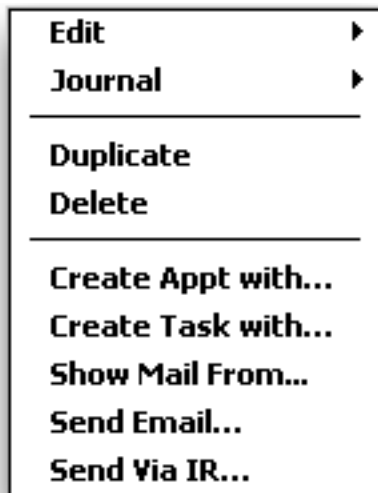 Edit
Journal
Duplicate
Delete
Create Appt with...
Create Task with...
Show Mail From...
Send Email...
Send Via IR...